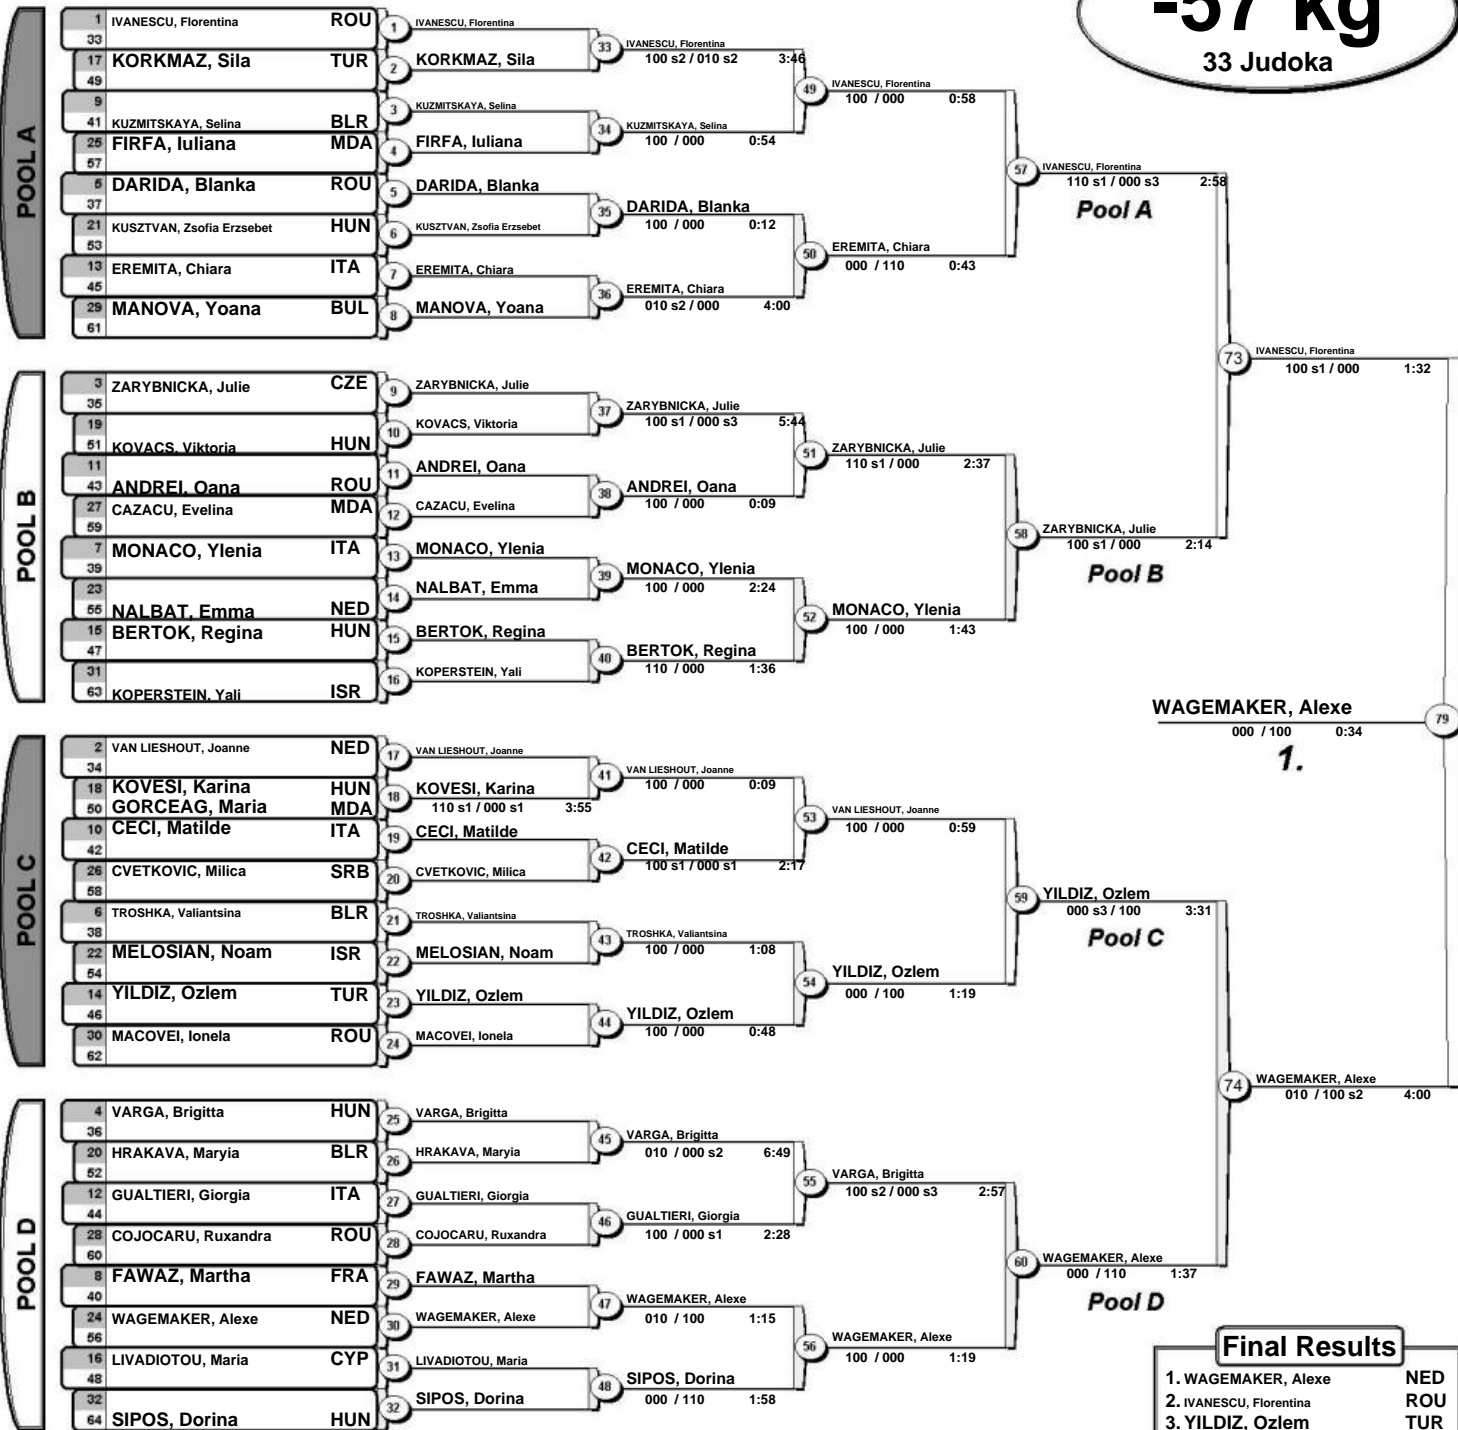 -57 kg
33 Judoka
POOL A
1 IVANESCU, Florentina ROU
33
17 KORKMAZ, Sila TUR
49
9
41 KUZMITSKAYA, Selina BLR
25 FIRFA, Iuliana MDA
57
5 DARIDA, Blanka ROU
37
21 KUSZTVAN, Zsofia Erzsebet HUN
53
13 EREMITA, Chiara ITA
45
29 MANOVA, Yoana BUL
61
1 IVANESCU, Florentina
2 KORKMAZ, Sila
3 KUZMITSKAYA, Selina
4 FIRFA, Iuliana
5 DARIDA, Blanka
6 KUSZTVAN, Zsofia Erzsebet
7 EREMITA, Chiara
8 MANOVA, Yoana
33 IVANESCU, Florentina
100 s2 / 010 s2 3:46
34 KUZMITSKAYA, Selina
100 / 000 0:54
35 DARIDA, Blanka
100 / 000 0:12
36 EREMITA, Chiara
010 s2 / 000 4:00
49 IVANESCU, Florentina
100 / 000 0:58
50 EREMITA, Chiara
000 / 110 0:43
57 IVANESCU, Florentina
110 s1 / 000 s3 2:58
Pool A
POOL B
3 ZARYBNICKA, Julie CZE
35
19
51 KOVACS, Viktoria HUN
11
43 ANDREI, Oana ROU
27 CAZACU, Evelina MDA
59
7 MONACO, Ylenia ITA
39
23
55 NALBAT, Emma NED
15 BERTOK, Regina HUN
47
31
63 KOPERSTEIN, Yali ISR
9 ZARYBNICKA, Julie
10 KOVACS, Viktoria
11 ANDREI, Oana
12 CAZACU, Evelina
13 MONACO, Ylenia
14 NALBAT, Emma
15 BERTOK, Regina
16 KOPERSTEIN, Yali
37 ZARYBNICKA, Julie
100 s1 / 000 s3 5:44
38 ANDREI, Oana
100 / 000 0:09
39 MONACO, Ylenia
100 / 000 2:24
40 BERTOK, Regina
110 / 000 1:36
51 ZARYBNICKA, Julie
110 s1 / 000 2:37
52 MONACO, Ylenia
100 / 000 1:43
58 ZARYBNICKA, Julie
100 s1 / 000 2:14
Pool B
73 IVANESCU, Florentina
100 s1 / 000 1:32
WAGEMAKER, Alexe 79
000 / 100 0:34
1.
POOL C
2 VAN LIESHOUT, Joanne NED
34
18 KOVESI, Karina HUN
50 GORCEAG, Maria MDA
10 CECI, Matilde ITA
42
26 CVETKOVIC, Milica SRB
58
6 TROSHKA, Valiantsina BLR
38
22 MELOSIAN, Noam ISR
54
14 YILDIZ, Ozlem TUR
46
30 MACOVEI, Ionela ROU
62
17 VAN LIESHOUT, Joanne
18 KOVESI, Karina
110 s1 / 000 s1 3:55
19 CECI, Matilde
20 CVETKOVIC, Milica
21 TROSHKA, Valiantsina
22 MELOSIAN, Noam
23 YILDIZ, Ozlem
24 MACOVEI, Ionela
41 VAN LIESHOUT, Joanne
100 / 000 0:09
42 CECI, Matilde
100 s1 / 000 s1 2:17
43 TROSHKA, Valiantsina
100 / 000 1:08
44 YILDIZ, Ozlem
100 / 000 0:48
53 VAN LIESHOUT, Joanne
100 / 000 0:59
54 YILDIZ, Ozlem
000 / 100 1:19
59 YILDIZ, Ozlem
000 s3 / 100 3:31
Pool C
POOL D
4 VARGA, Brigitta HUN
36
20 HRAKAVA, Maryia BLR
52
12 GUALTIERI, Giorgia ITA
44
28 COJOCARU, Ruxandra ROU
60
8 FAWAZ, Martha FRA
40
24 WAGEMAKER, Alexe NED
56
16 LIVADIOTOU, Maria CYP
48
32
64 SIPOS, Dorina HUN
25 VARGA, Brigitta
26 HRAKAVA, Maryia
27 GUALTIERI, Giorgia
28 COJOCARU, Ruxandra
29 FAWAZ, Martha
30 WAGEMAKER, Alexe
31 LIVADIOTOU, Maria
32 SIPOS, Dorina
45 VARGA, Brigitta
010 / 000 s2 6:49
46 GUALTIERI, Giorgia
100 / 000 s1 2:28
47 WAGEMAKER, Alexe
010 / 100 1:15
48 SIPOS, Dorina
000 / 110 1:58
55 VARGA, Brigitta
100 s2 / 000 s3 2:57
56 WAGEMAKER, Alexe
100 / 000 1:19
60 WAGEMAKER, Alexe
000 / 110 1:37
Pool D
74 WAGEMAKER, Alexe
010 / 100 s2 4:00
Final Results
1. WAGEMAKER, Alexe NED
2. IVANESCU, Florentina ROU
3. YILDIZ, Ozlem TUR